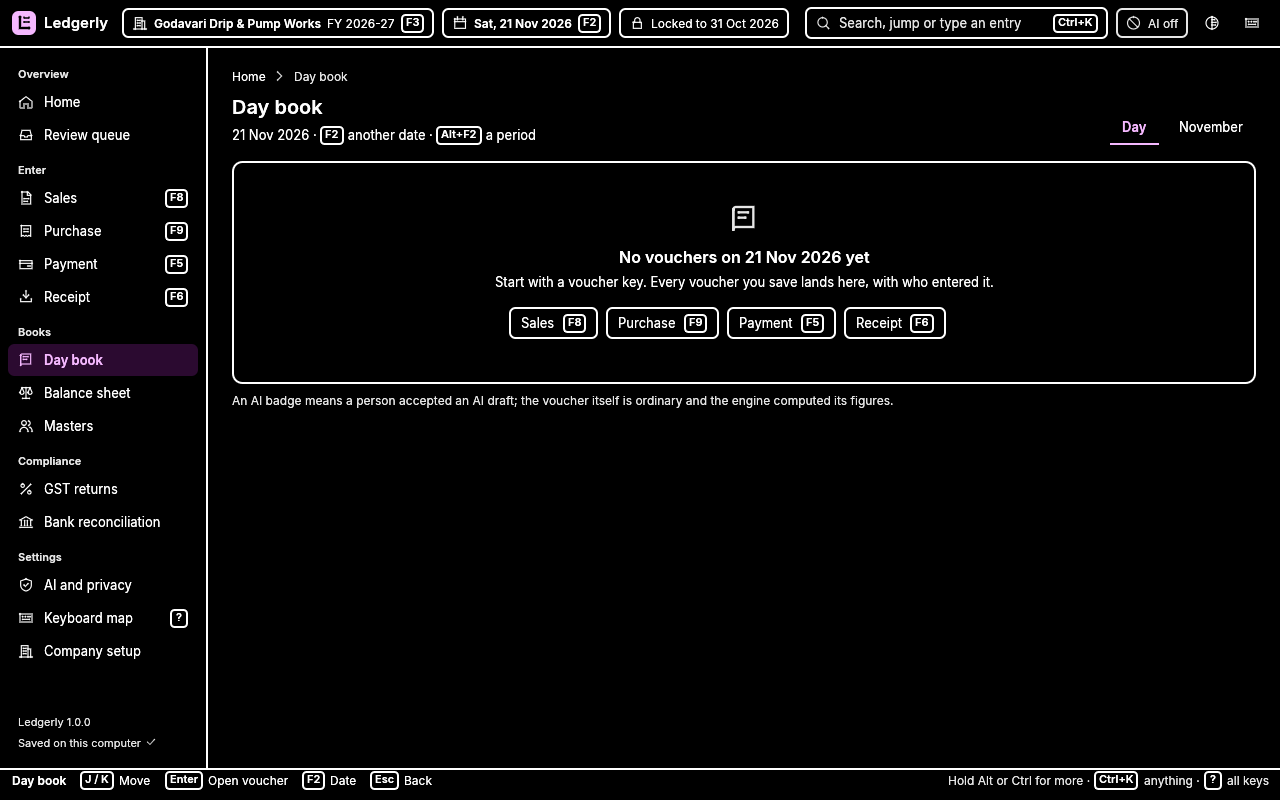 Ledgerly
Godavari Drip & Pump Works FY 2026-27 F3
Sat, 21 Nov 2026 F2
Locked to 31 Oct 2026
Search, jump or type an entry Ctrl+K
AI off
Overview
Home
Review queue
Enter
Sales F8
Purchase F9
Payment F5
Receipt F6
Books
Day book
Balance sheet
Masters
Compliance
GST returns
Bank reconciliation
Settings
AI and privacy
Keyboard map ?
Company setup
Ledgerly 1.0.0
Saved on this computer
Home Day book
Day book
21 Nov 2026 · F2 another date · Alt+F2 a period
Day November
No vouchers on 21 Nov 2026 yet
Start with a voucher key. Every voucher you save lands here, with who entered it.
Sales F8 Purchase F9 Payment F5 Receipt F6
An AI badge means a person accepted an AI draft; the voucher itself is ordinary and the engine computed its figures.
Day book J / K Move Enter Open voucher F2 Date Esc Back
Hold Alt or Ctrl for more · Ctrl+K anything · ? all keys